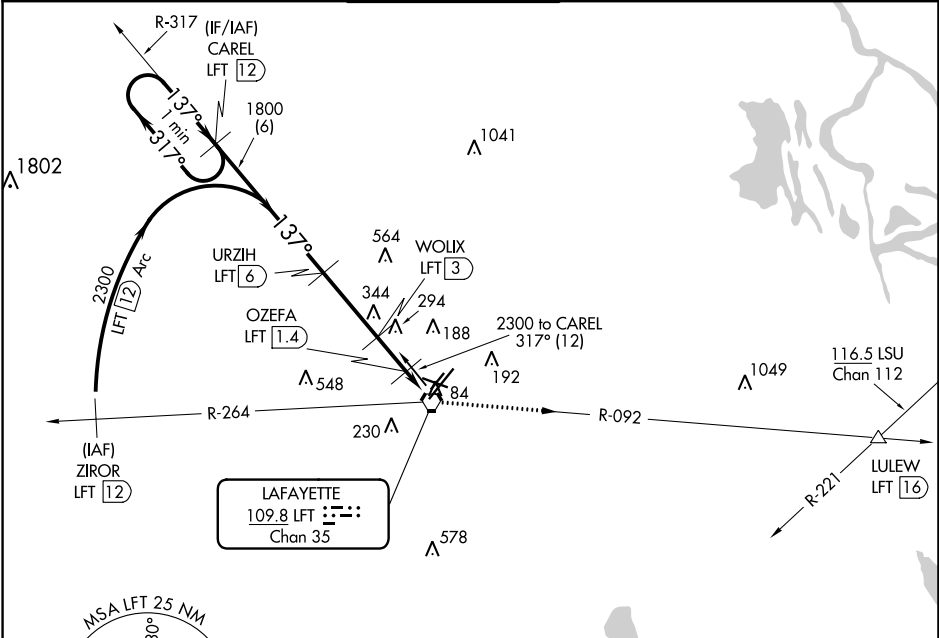 R-317
(IF/IAF)
CAREL
LFT 12
137°
1 min
317°
1800
(6)
1041
1802
2300
LFT 12 Arc
137°
564
WOLIX
LFT 3
URZIH
LFT 6
344
294
188
OZEFA
LFT 1.4
2300 to CAREL
317° (12)
192
548
84
1049
116.5 LSU
Chan 112
R-264
R-092
230
(IAF)
ZIROR
LFT 12
LULEW
LFT 16
R-221
LAFAYETTE
109.8 LFT
Chan 35
578
MSA LFT 25 NM